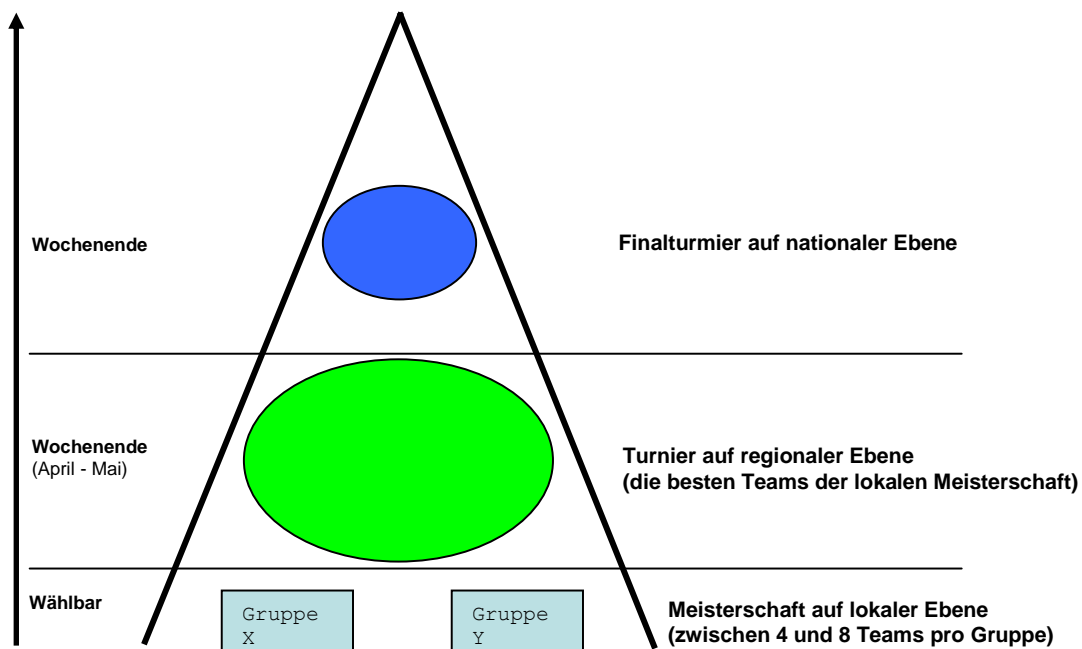 Wochenende
Finalturmier auf nationaler Ebene
Wochenende
(April - Mai)
Turnier auf regionaler Ebene
(die besten Teams der lokalen Meisterschaft)
Wählbar
Gruppe
X
Gruppe
Y
Meisterschaft auf lokaler Ebene
(zwischen 4 und 8 Teams pro Gruppe)